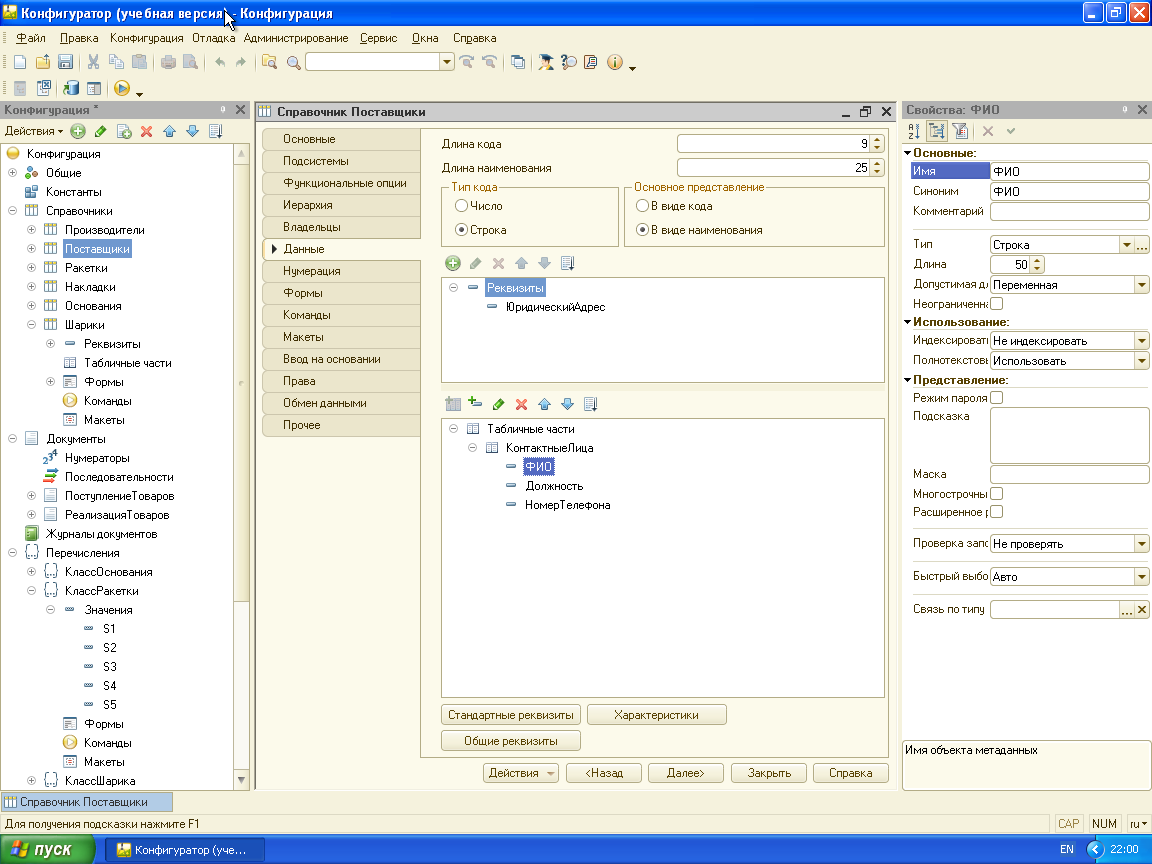 Конфигуратор (учебная версия) - Конфигурация
Файл Правка Конфигурация Отладка Администрирование Сервис Окна Справка
Конфигурация *
Действия
Конфигурация
Общие
Константы
Справочники
Производители
Поставщики
Ракетки
Накладки
Основания
Шарики
Реквизиты
Табличные части
Формы
Команды
Макеты
Документы
Нумераторы
Последовательности
ПоступлениеТоваров
РеализацияТоваров
Журналы документов
Перечисления
КлассОснования
КлассРакетки
Значения
S1
S2
S3
S4
S5
Формы
Команды
Макеты
КлассШарика
Справочник Поставщики
Основные
Подсистемы
Функциональные опции
Иерархия
Владельцы
Данные
Нумерация
Формы
Команды
Макеты
Ввод на основании
Права
Обмен данными
Прочее
Длина кода 9
Длина наименования 25
Тип кода
Число
Строка
Основное представление
В виде кода
В виде наименования
Реквизиты
ЮридическийАдрес
Табличные части
КонтактныеЛица
ФИО
Должность
НомерТелефона
Стандартные реквизиты Характеристики
Общие реквизиты
Действия <Назад Далее> Закрыть Справка
Свойства: ФИО
Основные:
Имя ФИО
Синоним ФИО
Комментарий
Тип Строка ...
Длина 50
Допустимая д Переменная
Неограниченна
Использование:
Индексироват Не индексировать
Полнотекстов Использовать
Представление:
Режим пароля
Подсказка
Маска
Многострочны
Расширенное р
Проверка запо Не проверять
Быстрый выбо Авто
Связь по типу ...
Имя объекта метаданных
Справочник Поставщики
Для получения подсказки нажмите F1 CAP NUM ru
пуск Конфигуратор (уче... EN 22:00